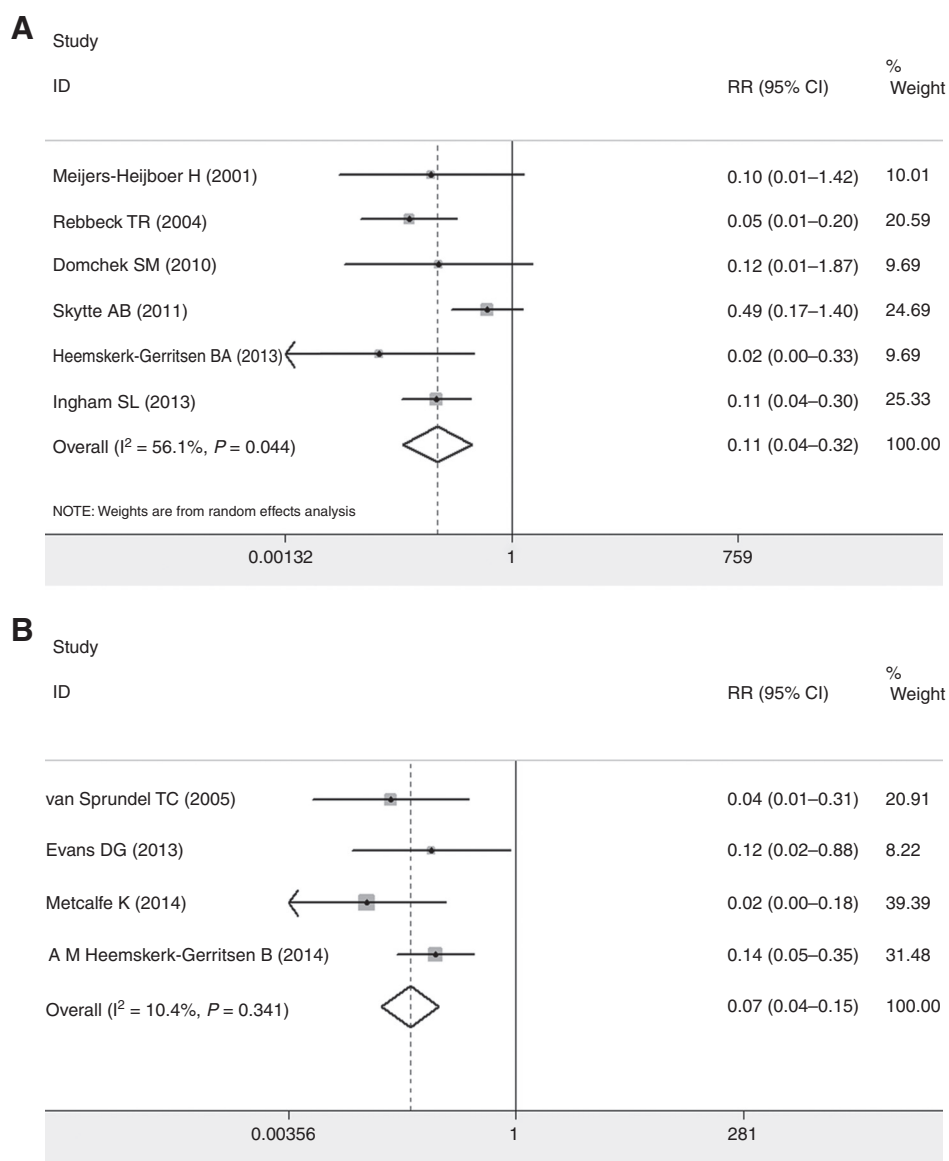 A
Study
ID
RR (95% CI)
%
Weight
Meijers-Heijboer H (2001) 0.10 (0.01–1.42) 10.01
Rebbeck TR (2004) 0.05 (0.01–0.20) 20.59
Domchek SM (2010) 0.12 (0.01–1.87) 9.69
Skytte AB (2011) 0.49 (0.17–1.40) 24.69
Heemskerk-Gerritsen BA (2013) 0.02 (0.00–0.33) 9.69
Ingham SL (2013) 0.11 (0.04–0.30) 25.33
Overall (I² = 56.1%, P = 0.044) 0.11 (0.04–0.32) 100.00
NOTE: Weights are from random effects analysis
0.00132 1 759
B
Study
ID
RR (95% CI)
%
Weight
van Sprundel TC (2005) 0.04 (0.01–0.31) 20.91
Evans DG (2013) 0.12 (0.02–0.88) 8.22
Metcalfe K (2014) 0.02 (0.00–0.18) 39.39
A M Heemskerk-Gerritsen B (2014) 0.14 (0.05–0.35) 31.48
Overall (I² = 10.4%, P = 0.341) 0.07 (0.04–0.15) 100.00
0.00356 1 281